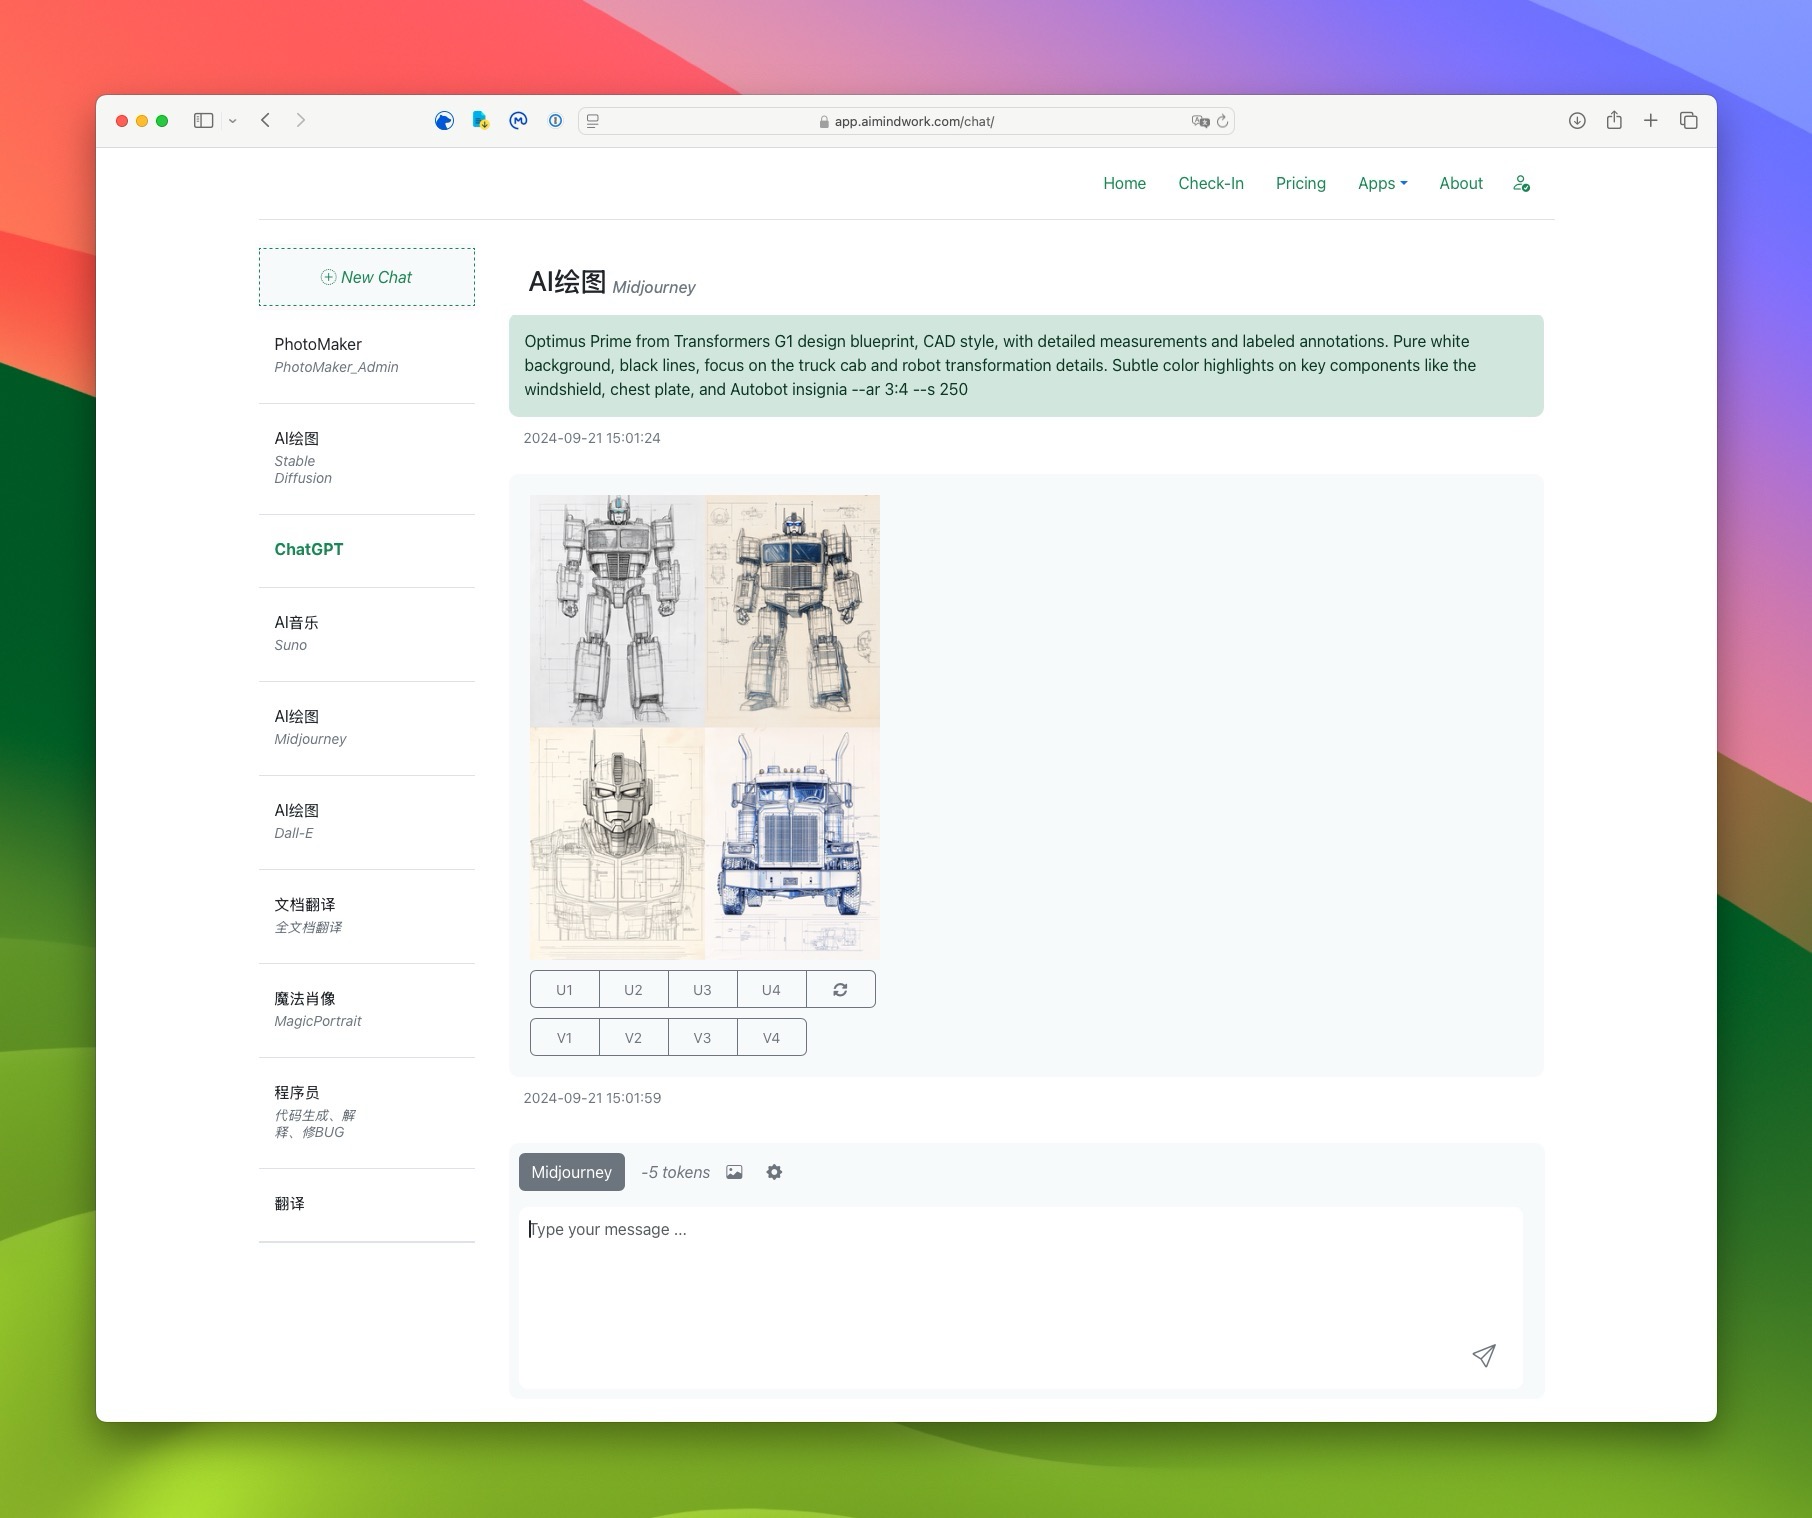 app.aimindwork.com/chat/
Home Check-In Pricing Apps About
New Chat
PhotoMaker
PhotoMaker_Admin
AI绘图
Stable
Diffusion
ChatGPT
AI音乐
Suno
AI绘图
Midjourney
AI绘图
Dall-E
文档翻译
全文档翻译
魔法肖像
MagicPortrait
程序员
代码生成、解
释、修BUG
翻译
AI绘图 Midjourney
Optimus Prime from Transformers G1 design blueprint, CAD style, with detailed measurements and labeled annotations. Pure white
background, black lines, focus on the truck cab and robot transformation details. Subtle color highlights on key components like the
windshield, chest plate, and Autobot insignia --ar 3:4 --s 250
2024-09-21 15:01:24
U1 U2 U3 U4
V1 V2 V3 V4
2024-09-21 15:01:59
Midjourney -5 tokens
Type your message ...